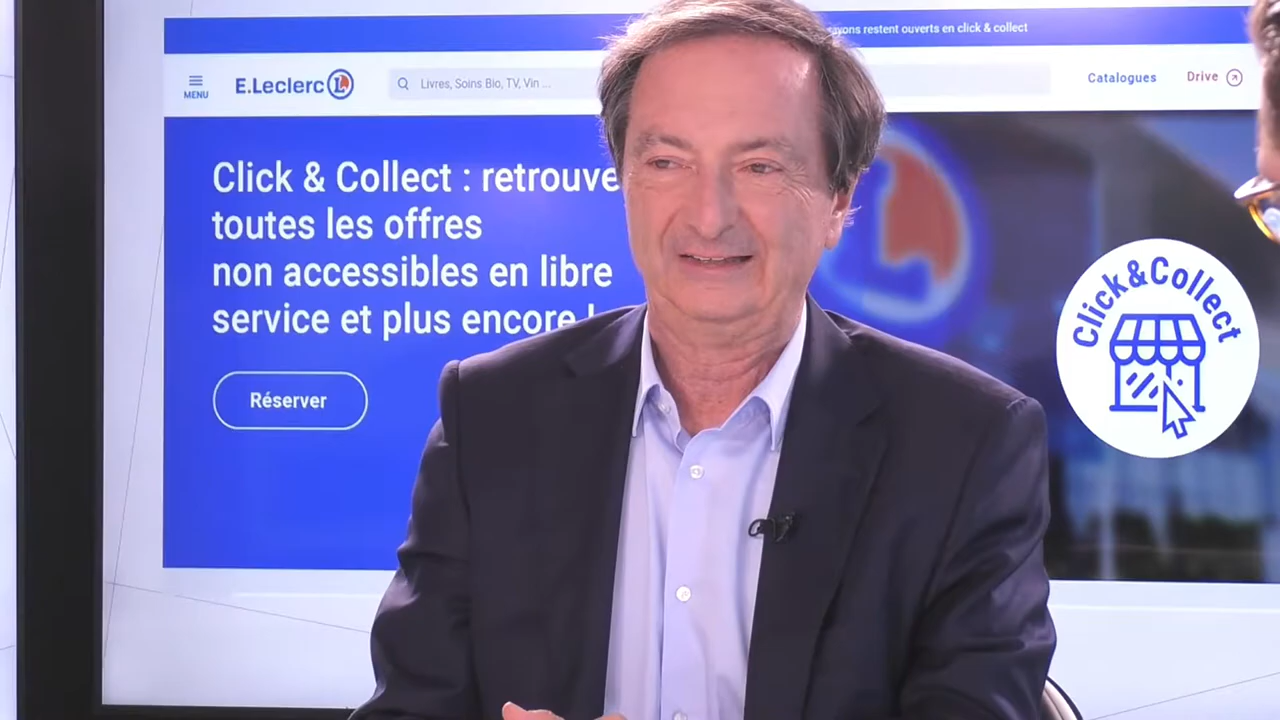 rayons restent ouverts en click & collect
MENU
E.Leclerc L
Livres, Soins Bio, TV, Vin ...
Catalogues
Drive
Click & Collect : retrouve
toutes les offres
non accessibles en libre
service et plus encore !
Réserver
Click&Collect